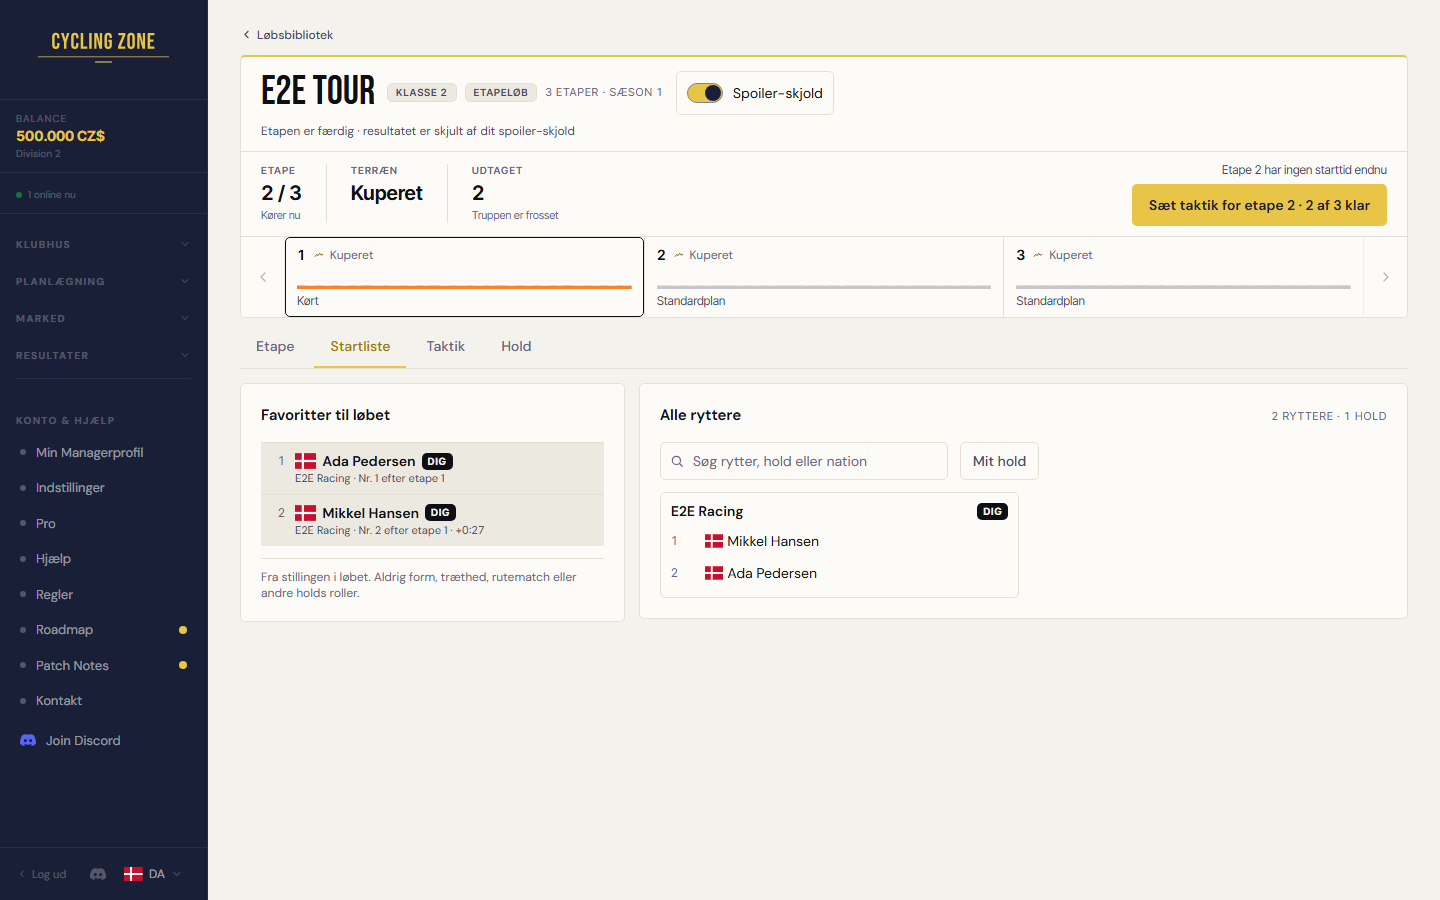 CYCLING ZONE
BALANCE
500.000 CZ$
Division 2
1 online nu
KLUBHUS
PLANLÆGNING
MARKED
RESULTATER
KONTO & HJÆLP
Min Managerprofil
Indstillinger
Pro
Hjælp
Regler
Roadmap
Patch Notes
Kontakt
Join Discord
Log ud
DA
Løbsbibliotek
E2E TOUR
KLASSE 2
ETAPELØB
3 ETAPER · SÆSON 1
Spoiler-skjold
Etapen er færdig · resultatet er skjult af dit spoiler-skjold
ETAPE
2 / 3
Kører nu
TERRÆN
Kuperet
UDTAGET
2
Truppen er frosset
Etape 2 har ingen starttid endnu
Sæt taktik for etape 2 · 2 af 3 klar
1 Kuperet
Kørt
2 Kuperet
Standardplan
3 Kuperet
Standardplan
Etape
Startliste
Taktik
Hold
Favoritter til løbet
1 Ada Pedersen DIG
E2E Racing · Nr. 1 efter etape 1
2 Mikkel Hansen DIG
E2E Racing · Nr. 2 efter etape 1 · +0:27
Fra stillingen i løbet. Aldrig form, træthed, rutematch eller
andre holds roller.
Alle ryttere
2 RYTTERE · 1 HOLD
Søg rytter, hold eller nation
Mit hold
E2E Racing DIG
1 Mikkel Hansen
2 Ada Pedersen